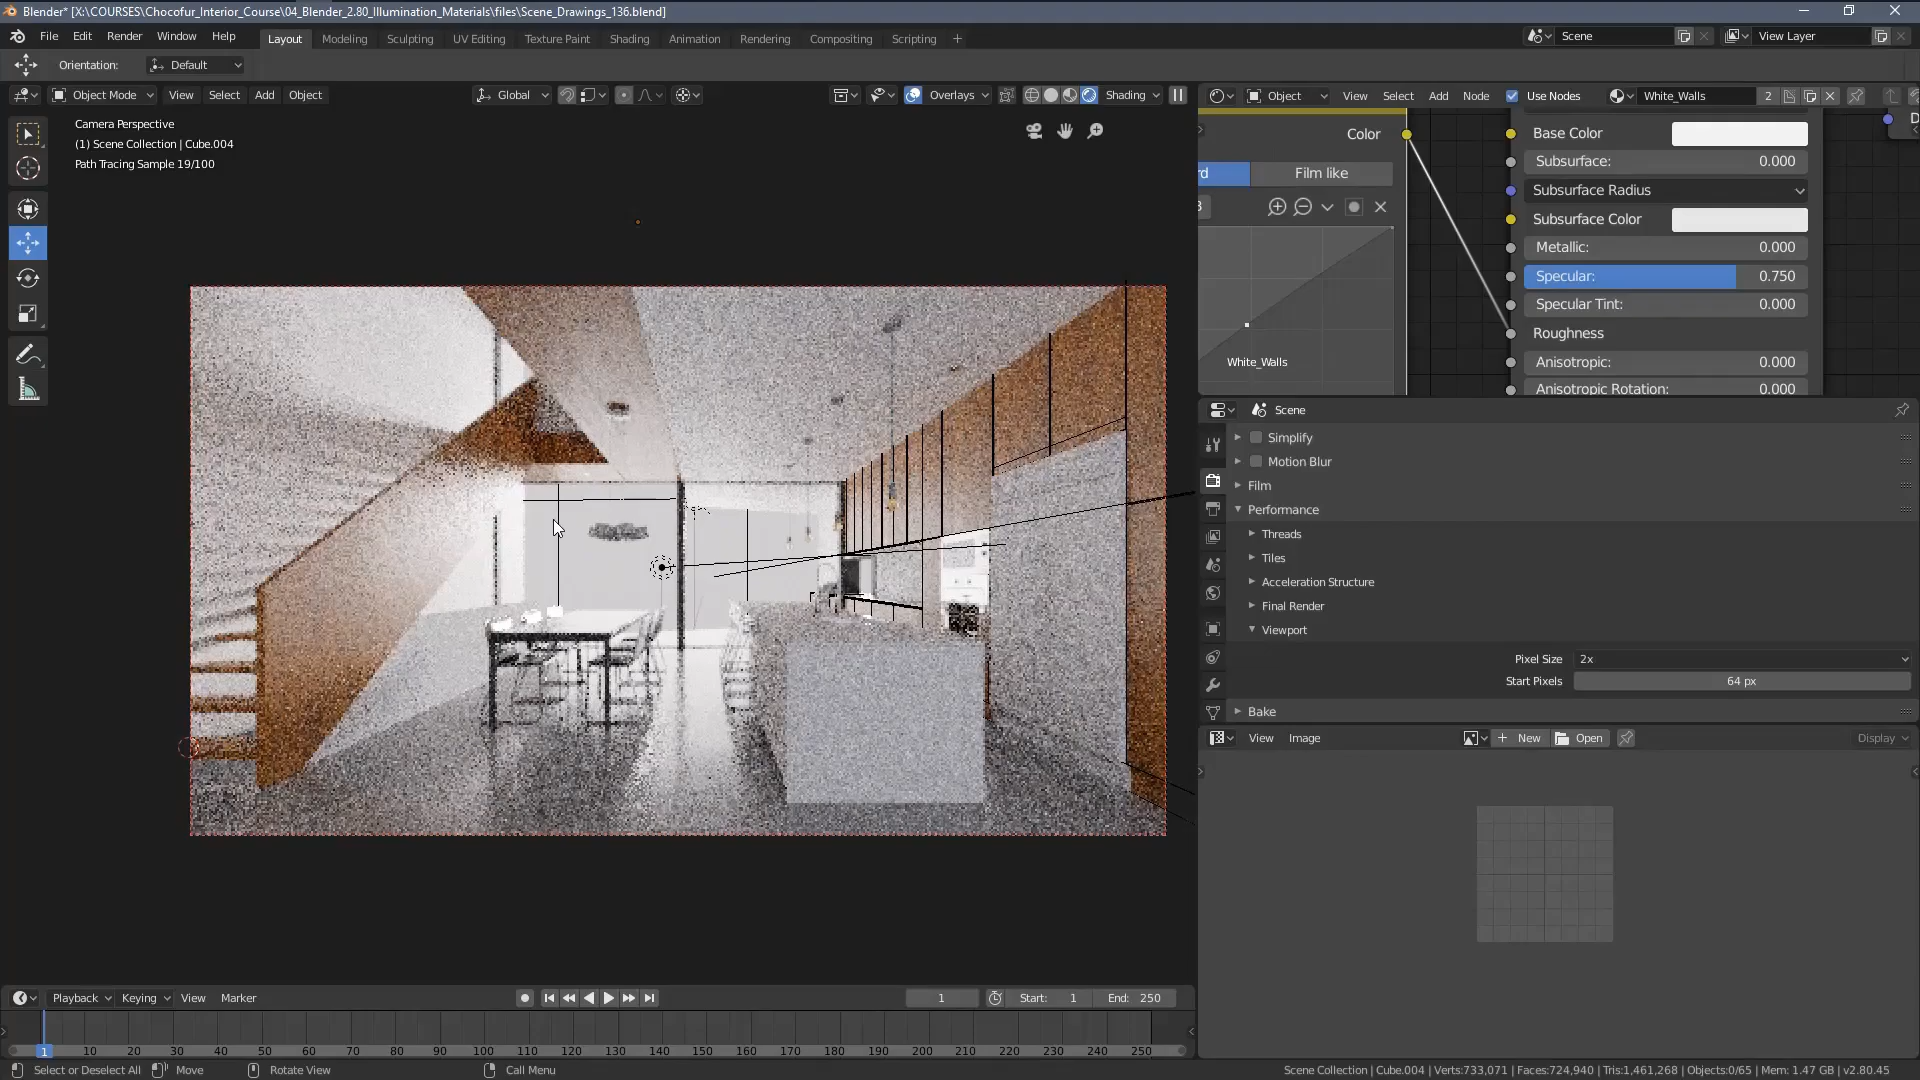 Blender* [X:\COURSES\Chocofur_Interior_Course\04_Blender_2.80_Illumination_Materials\files\Scene_Drawings_136.blend]
File Edit Render Window Help Layout Modeling Sculpting UV Editing Texture Paint Shading Animation Rendering Compositing Scripting + Scene View Layer
Orientation: Default
Object Mode View Select Add Object Global Overlays Shading
Object View Select Add Node Use Nodes White_Walls 2
Camera Perspective
(1) Scene Collection | Cube.004
Path Tracing Sample 19/100
Color
Film like
White_Walls
Base Color
Subsurface: 0.000
Subsurface Radius
Subsurface Color
Metallic: 0.000
Specular: 0.750
Specular Tint: 0.000
Roughness
Anisotropic: 0.000
Anisotropic Rotation: 0.000
Scene
Simplify
Motion Blur
Film
Performance
Threads
Tiles
Acceleration Structure
Final Render
Viewport
Pixel Size 2x
Start Pixels 64 px
Bake
View Image New Open Display
Playback Keying View Marker 1 Start: 1 End: 250
1 10 20 30 40 50 60 70 80 90 100 110 120 130 140 150 160 170 180 190 200 210 220 230 240 250
Select or Deselect All Move Rotate View Call Menu Scene Collection | Cube.004 | Verts:733,071 | Faces:724,940 | Tris:1,461,268 | Objects:0/65 | Mem: 1.47 GB | v2.80.45